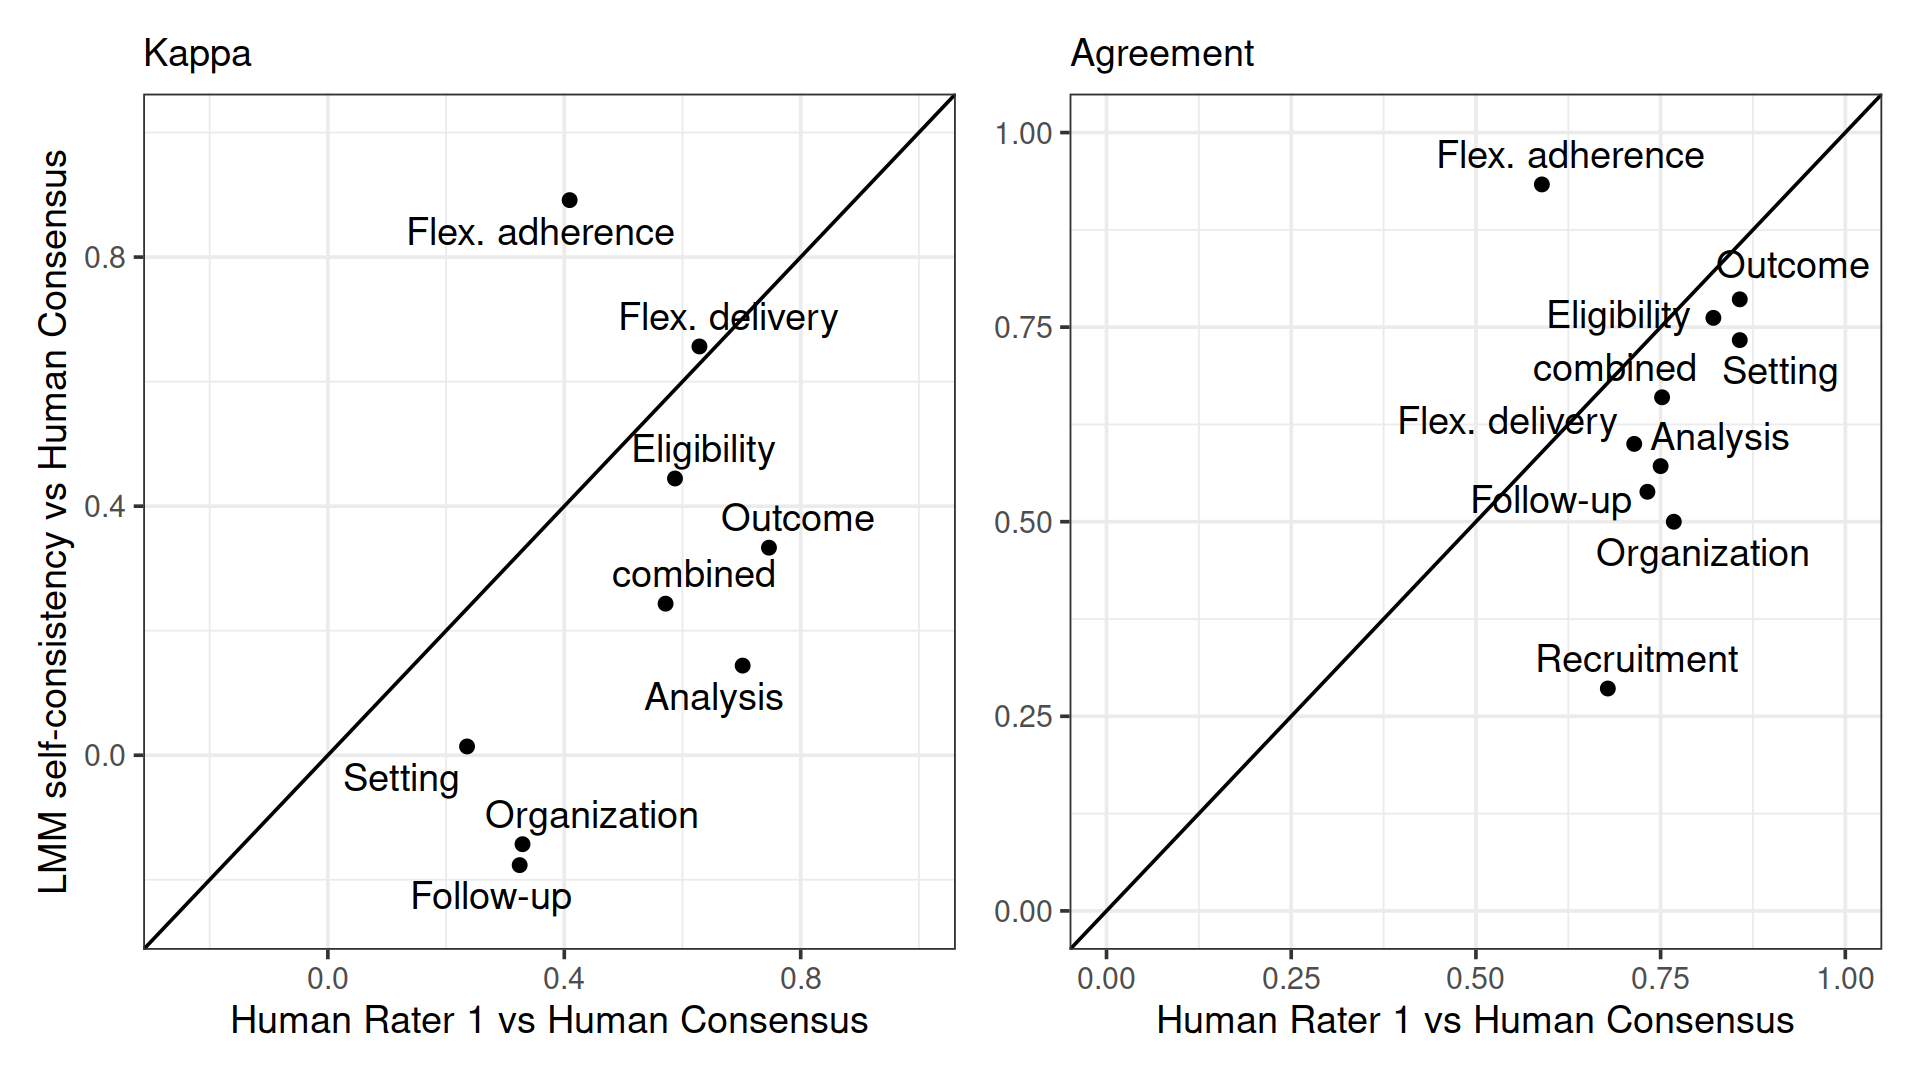 Kappa
LMM self-consistency vs Human Consensus
0.8
0.4
0.0
Flex. adherence
Flex. delivery
Eligibility
Outcome
combined
Analysis
Setting
Organization
Follow-up
0.0 0.4 0.8
Human Rater 1 vs Human Consensus
Agreement
1.00
0.75
0.50
0.25
0.00
Flex. adherence
Outcome
Eligibility
combined
Setting
Flex. delivery
Analysis
Follow-up
Organization
Recruitment
0.00 0.25 0.50 0.75 1.00
Human Rater 1 vs Human Consensus